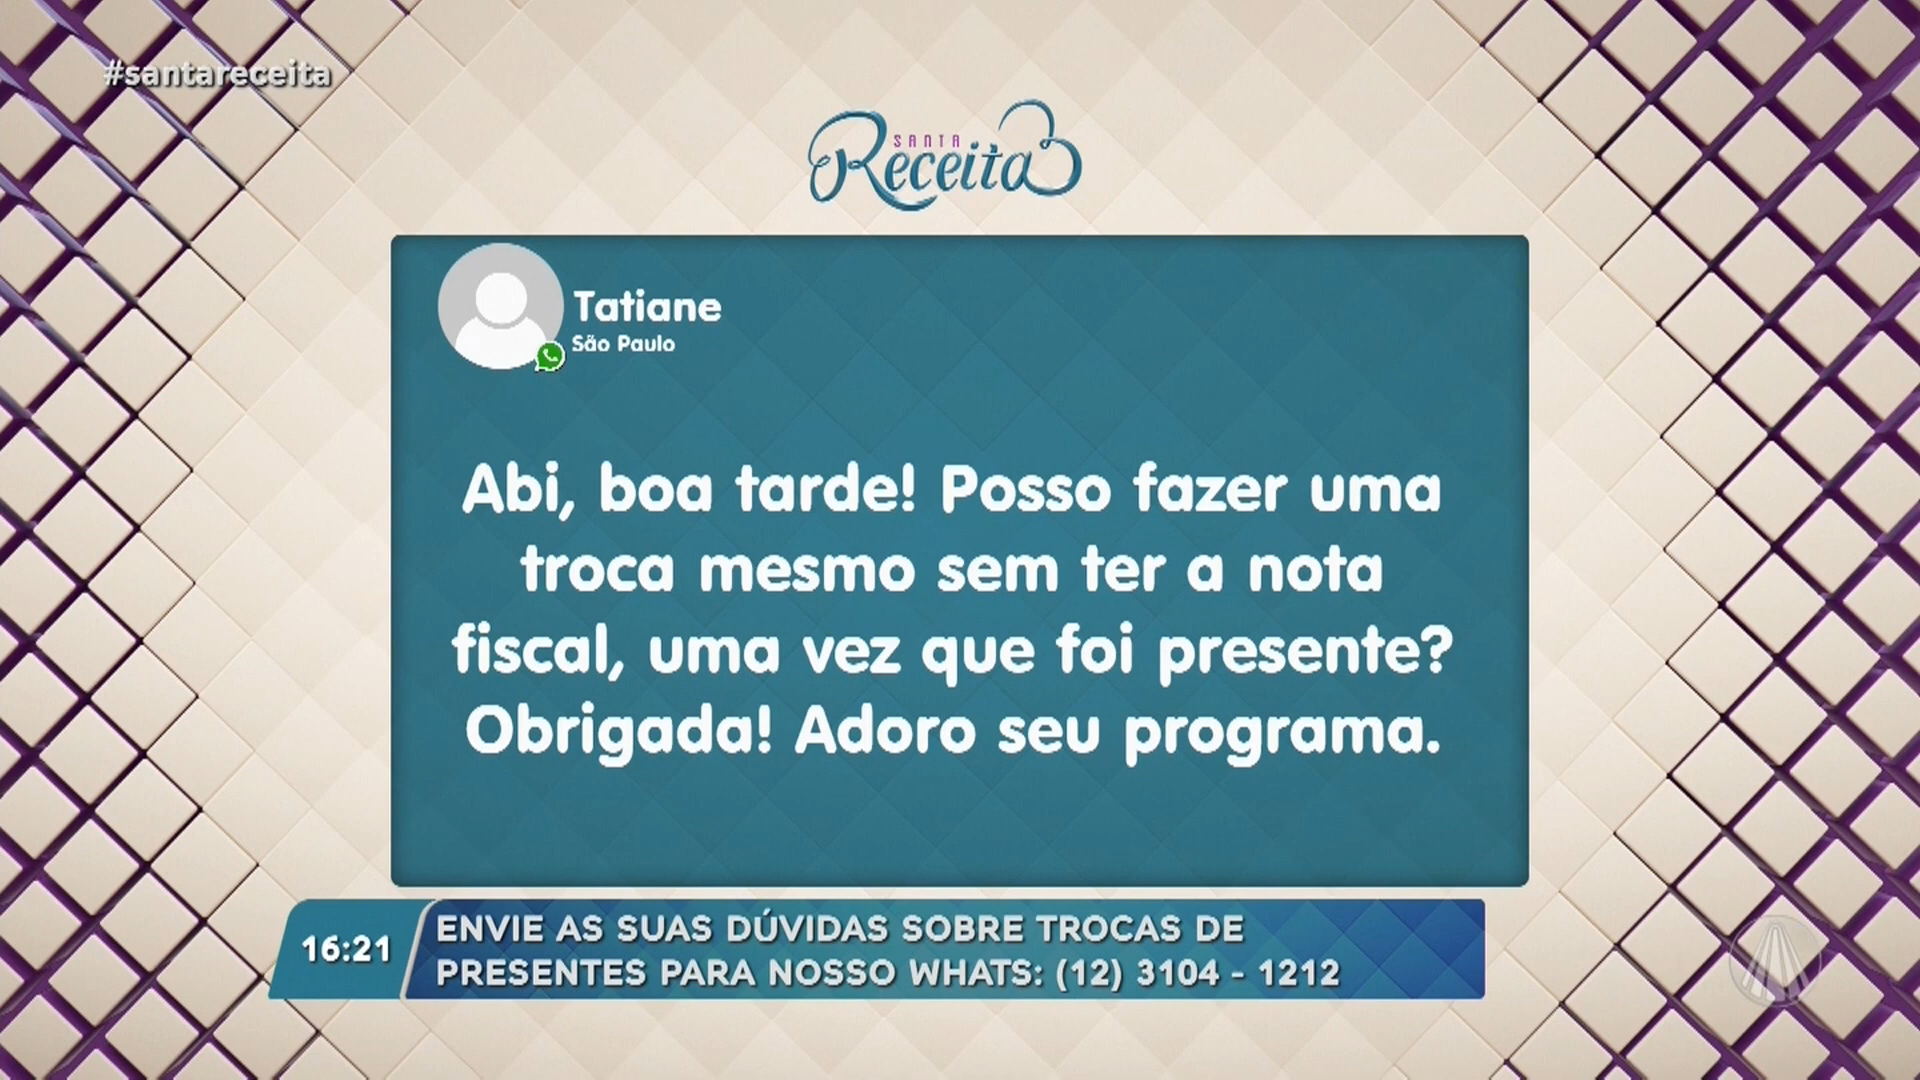 #santareceita
SANTA
Receita
Tatiane
São Paulo
Abi, boa tarde! Posso fazer uma
troca mesmo sem ter a nota
fiscal, uma vez que foi presente?
Obrigada! Adoro seu programa.
16:21
ENVIE AS SUAS DÚVIDAS SOBRE TROCAS DE
PRESENTES PARA NOSSO WHATS: (12) 3104 - 1212